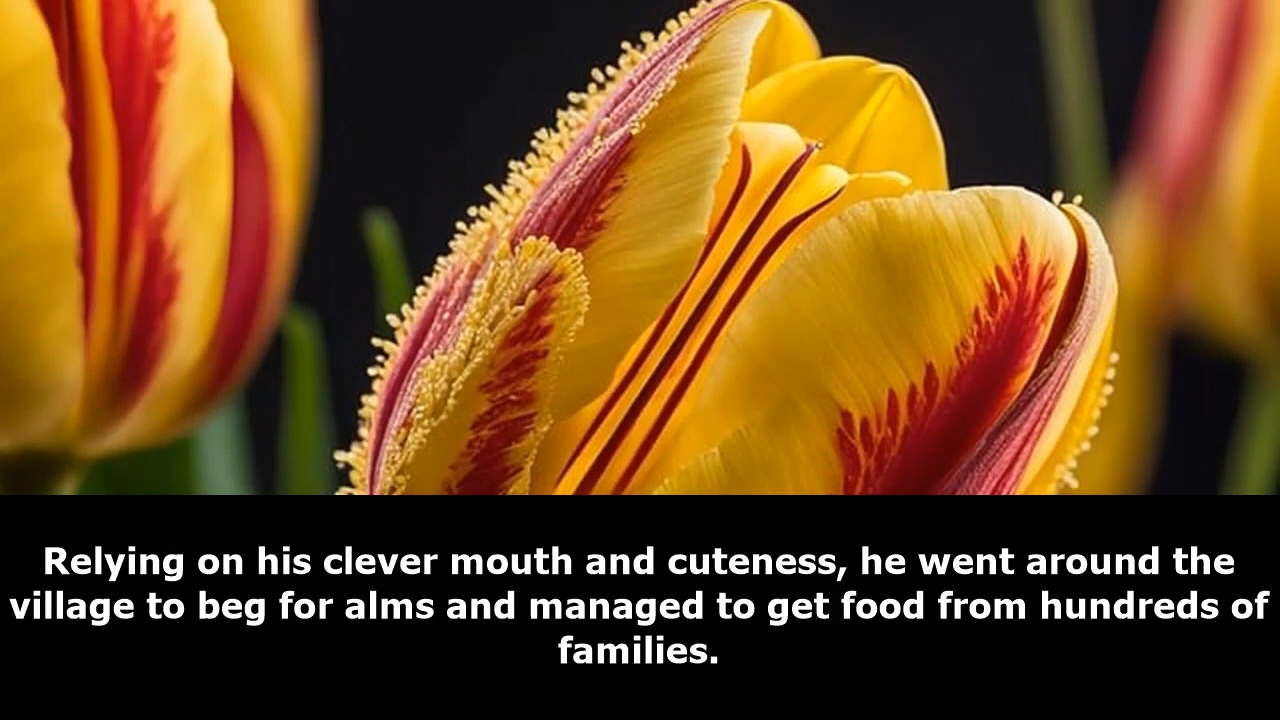 Relying on his clever mouth and cuteness, he went around the
village to beg for alms and managed to get food from hundreds of
families.